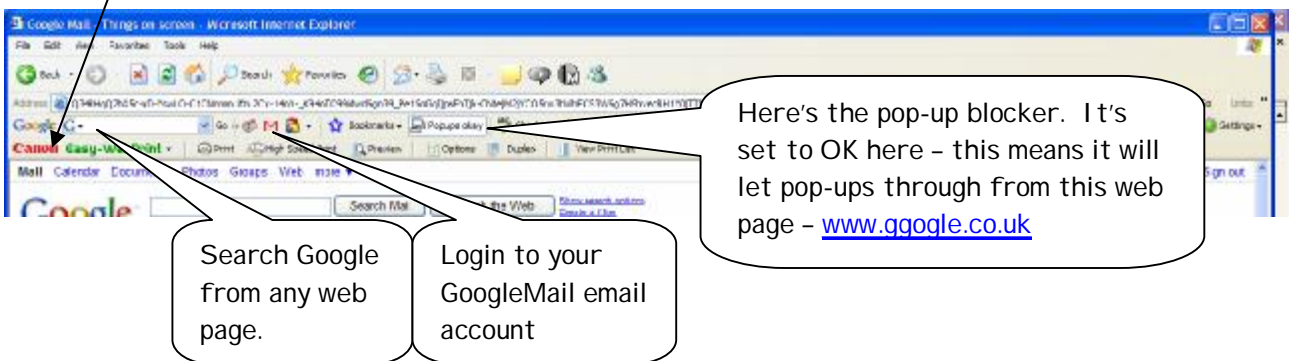 Google Mail - Things on screen - Microsoft Internet Explorer
File Edit View Favorites Tools Help
Back Search Favorites
Address
Links
Google G Go Bookmarks Popups okay
Settings
Canon Easy-WebPrint Print High Speed Print Preview Options Duplex View Print List
Mail Calendar Photos Groups Web more
Sign out
Google Search Mail the Web Show search options
Create a filter
Here's the pop-up blocker. It's
set to OK here – this means it will
let pop-ups through from this web
page – www.ggogle.co.uk
Search Google
from any web
page.
Login to your
GoogleMail email
account